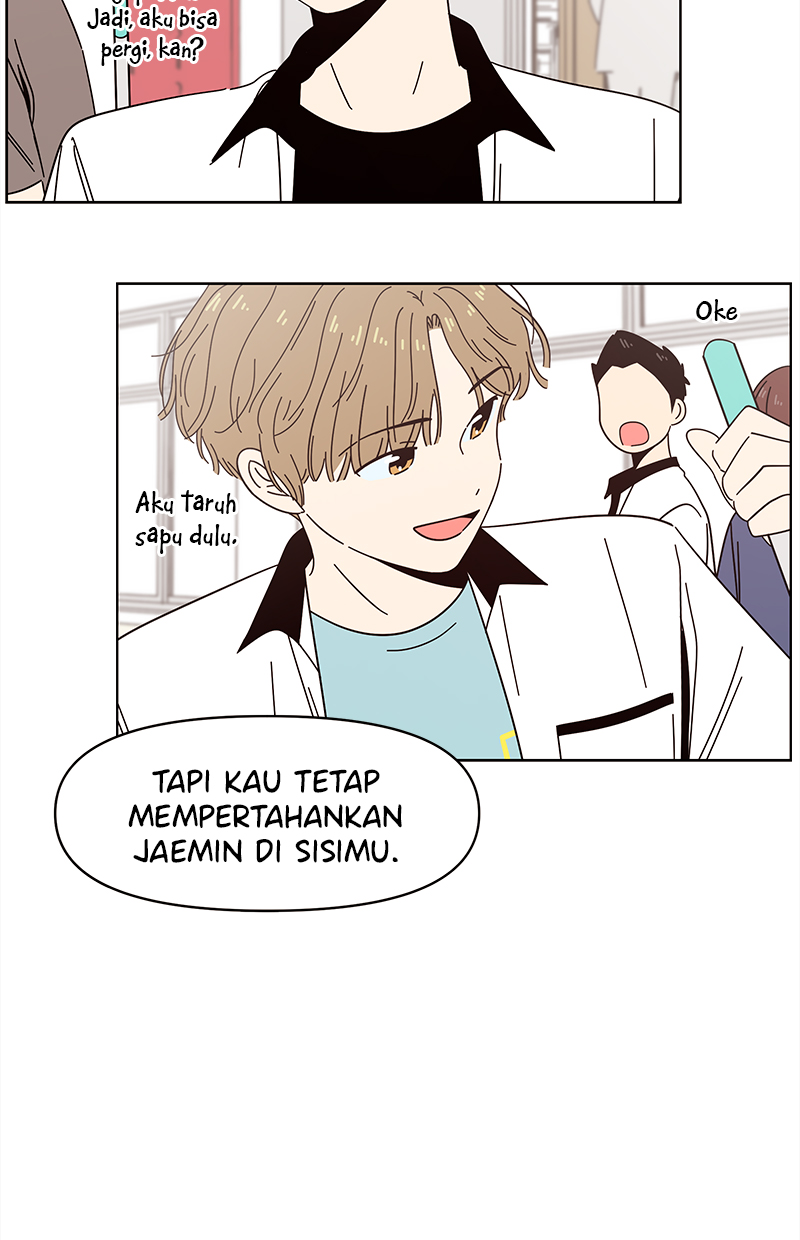 Jadi, aku bisa
pergi, kan?
Oke
Aku taruh
sapu dulu.
TAPI KAU TETAP
MEMPERTAHANKAN
JAEMIN DI SISIMU.